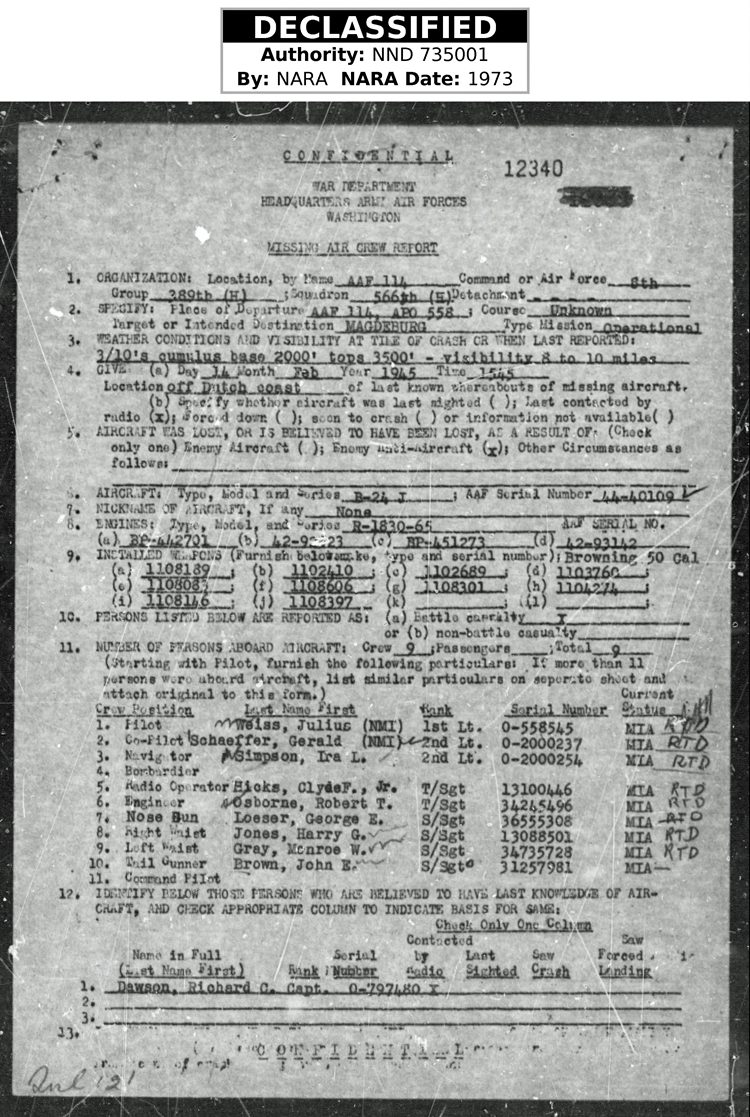 DECLASSIFIED
Authority: NND 735001
By: NARA NARA Date: 1973
CONFIDENTIAL
12340
WAR DEPARTMENT
HEADQUARTERS ARMY AIR FORCES
WASHINGTON
MISSING AIR CREW REPORT
1. ORGANIZATION: Location, by Name AAF 114 Command or Air Force 8th
Group 389th (H) ; Squadron 566th (H) Detachment
2. SPECIFY: Place of Departure AAF 114, APO 558 ; Course Unknown
Target or Intended Destination MAGDEBURG Type Mission Operational
3. WEATHER CONDITIONS AND VISIBILITY AT TIME OF CRASH OR WHEN LAST REPORTED:
3/10's cumulus base 2000' tops 3500' - visibility 8 to 10 miles
4. GIVE (a) Day 14 Month Feb Year 1945 Time 1545
Location off Dutch coast of last known whereabouts of missing aircraft.
(b) Specify whether aircraft was last sighted ( ); Last contacted by
radio (x); Forced down ( ); seen to crash ( ) or information not available( )
5. AIRCRAFT WAS LOST, OR IS BELIEVED TO HAVE BEEN LOST, AS A RESULT OF: (Check
only one) Enemy Aircraft ( ); Enemy Anti-Aircraft (x); Other Circumstances as
follows:
6. AIRCRAFT: Type, Model and Series B-24 J ; AAF Serial Number 44-40109
7. NICKNAME OF AIRCRAFT, If any None
8. ENGINES: Type, Model, and Series R-1830-65 AAF SERIAL NO.
(a) BP-442701 (b) (c) BP-451273 (d) 42-93142
9. INSTALLED WEAPONS (Furnish below make, type and serial number); Browning 50 Cal
(a) 1108189 ; (b) 1102410 ; (c) 1102689 ; (d) 1103760 ;
(e) 1108083 ; (f) 1108606 ; (g) 1108301 ; (h) 1104274 ;
(i) 1108146 ; (j) 1108397 ; (k) ; (l) ;
10. PERSONS LISTED BELOW ARE REPORTED AS: (a) Battle casualty x
or (b) non-battle casualty
11. NUMBER OF PERSONS ABOARD AIRCRAFT: Crew 9 ;Passengers ;Total 9
(Starting with Pilot, furnish the following particulars: If more than 11
persons were aboard aircraft, list similar particulars on separate sheet and
attach original to this form.)
Current
Crew Position Last Name First Rank Serial Number Status
1. Pilot Weiss, Julius (NMI) 1st Lt. 0-558545 MIA RTD
2. Co-Pilot Schaeffer, Gerald (NMI) 2nd Lt. 0-2000237 MIA RTD
3. Navigator Simpson, Ira L. 2nd Lt. 0-2000254 MIA RTD
4. Bombardier
5. Radio Operator Hicks, ClydeF., Jr. T/Sgt 13100446 MIA RTD
6. Engineer Osborne, Robert T. T/Sgt 34245496 MIA RTD
7. Nose Gun Loeser, George E. S/Sgt 36555308 MIA RTD
8. Right Waist Jones, Harry G. S/Sgt 13088501 MIA RTD
9. Left Waist Gray, Monroe W. S/Sgt 34735728 MIA RTD
10. Tail Gunner Brown, John E. S/Sgt 31257981 MIA
11. Command Pilot
12. IDENTIFY BELOW THOSE PERSONS WHO ARE BELIEVED TO HAVE LAST KNOWLEDGE OF AIR-
CRAFT, AND CHECK APPROPRIATE COLUMN TO INDICATE BASIS FOR SAME:
Check Only One Column
Contacted Saw
Name in Full Serial by Last Saw Forced
(Last Name First) Rank Number Radio Sighted Crash Landing
1. Dawson, Richard C. Capt. 0-797480 X
2.
3.
13.
CONFIDENTIAL